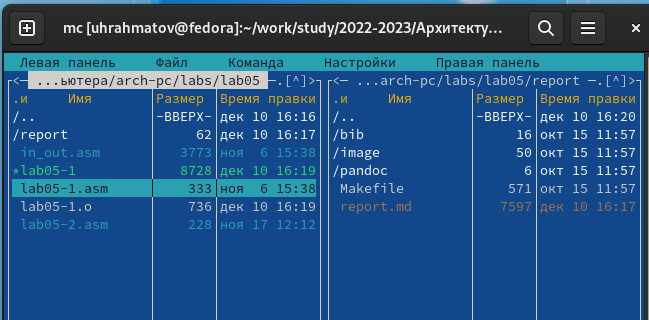 mc [uhrahmatov@fedora]:~/work/study/2022-2023/Архитекту...
Левая панель Файл Команда Настройки Правая панель
<─ ...ьютера/arch-pc/labs/lab05 ─.[^]>
.и Имя Размер Время правки
/.. -ВВЕРХ- дек 10 16:16
/report 62 дек 10 16:17
in_out.asm 3773 ноя 6 15:38
*lab05-1 8728 дек 10 16:19
lab05-1.asm 333 ноя 6 15:38
lab05-1.o 736 дек 10 16:19
lab05-2.asm 228 ноя 17 12:12
<─ ...arch-pc/labs/lab05/report ─.[^]>
.и Имя Размер Время правки
/.. -ВВЕРХ- дек 10 16:20
/bib 16 окт 15 11:57
/image 50 окт 15 11:57
/pandoc 6 окт 15 11:57
Makefile 571 окт 15 11:57
report.md 7597 дек 10 16:17